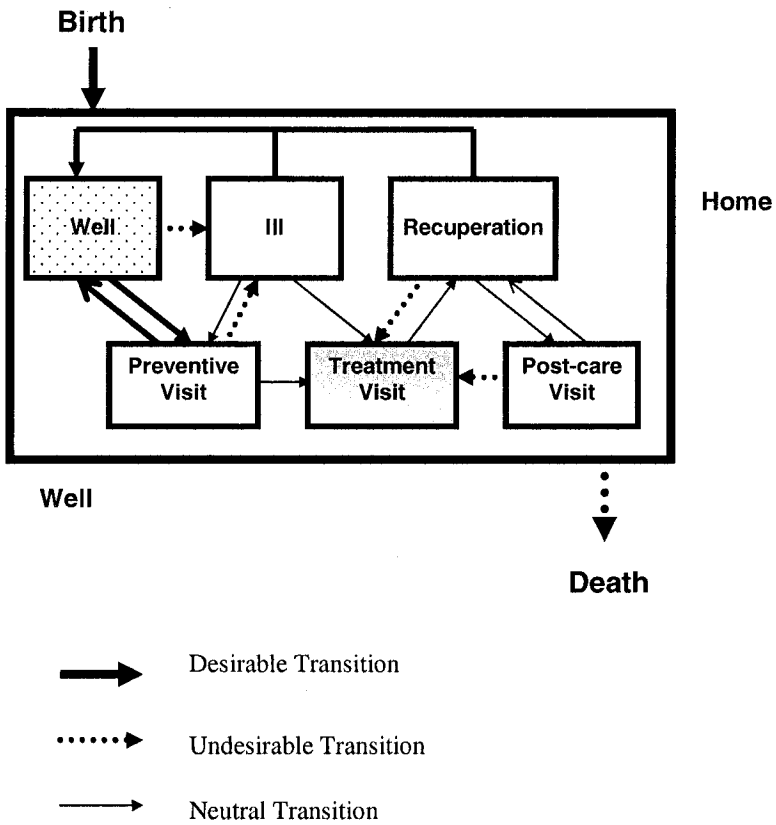 Birth
Home
Well
Ill
Recuperation
Preventive
Visit
Treatment
Visit
Post-care
Visit
Well
Death
Desirable Transition
Undesirable Transition
Neutral Transition